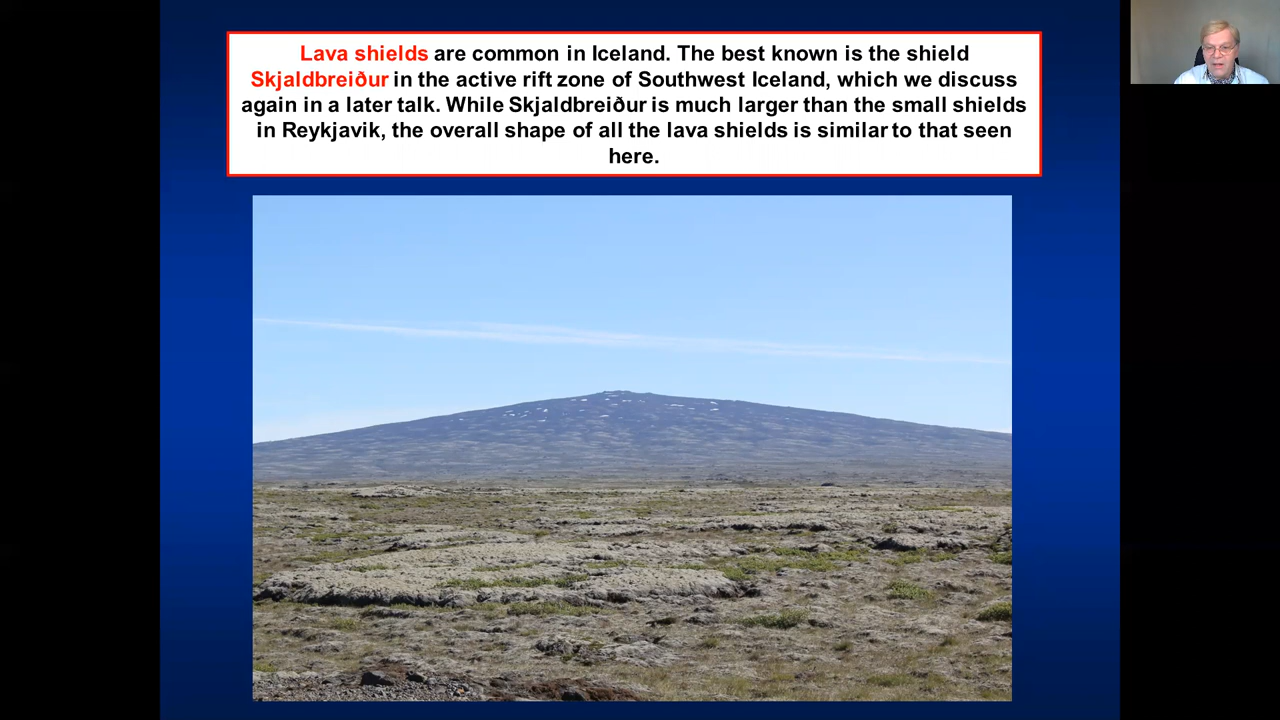 Lava shields are common in Iceland. The best known is the shield
Skjaldbreiður in the active rift zone of Southwest Iceland, which we discuss
again in a later talk. While Skjaldbreiður is much larger than the small shields
in Reykjavik, the overall shape of all the lava shields is similar to that seen
here.